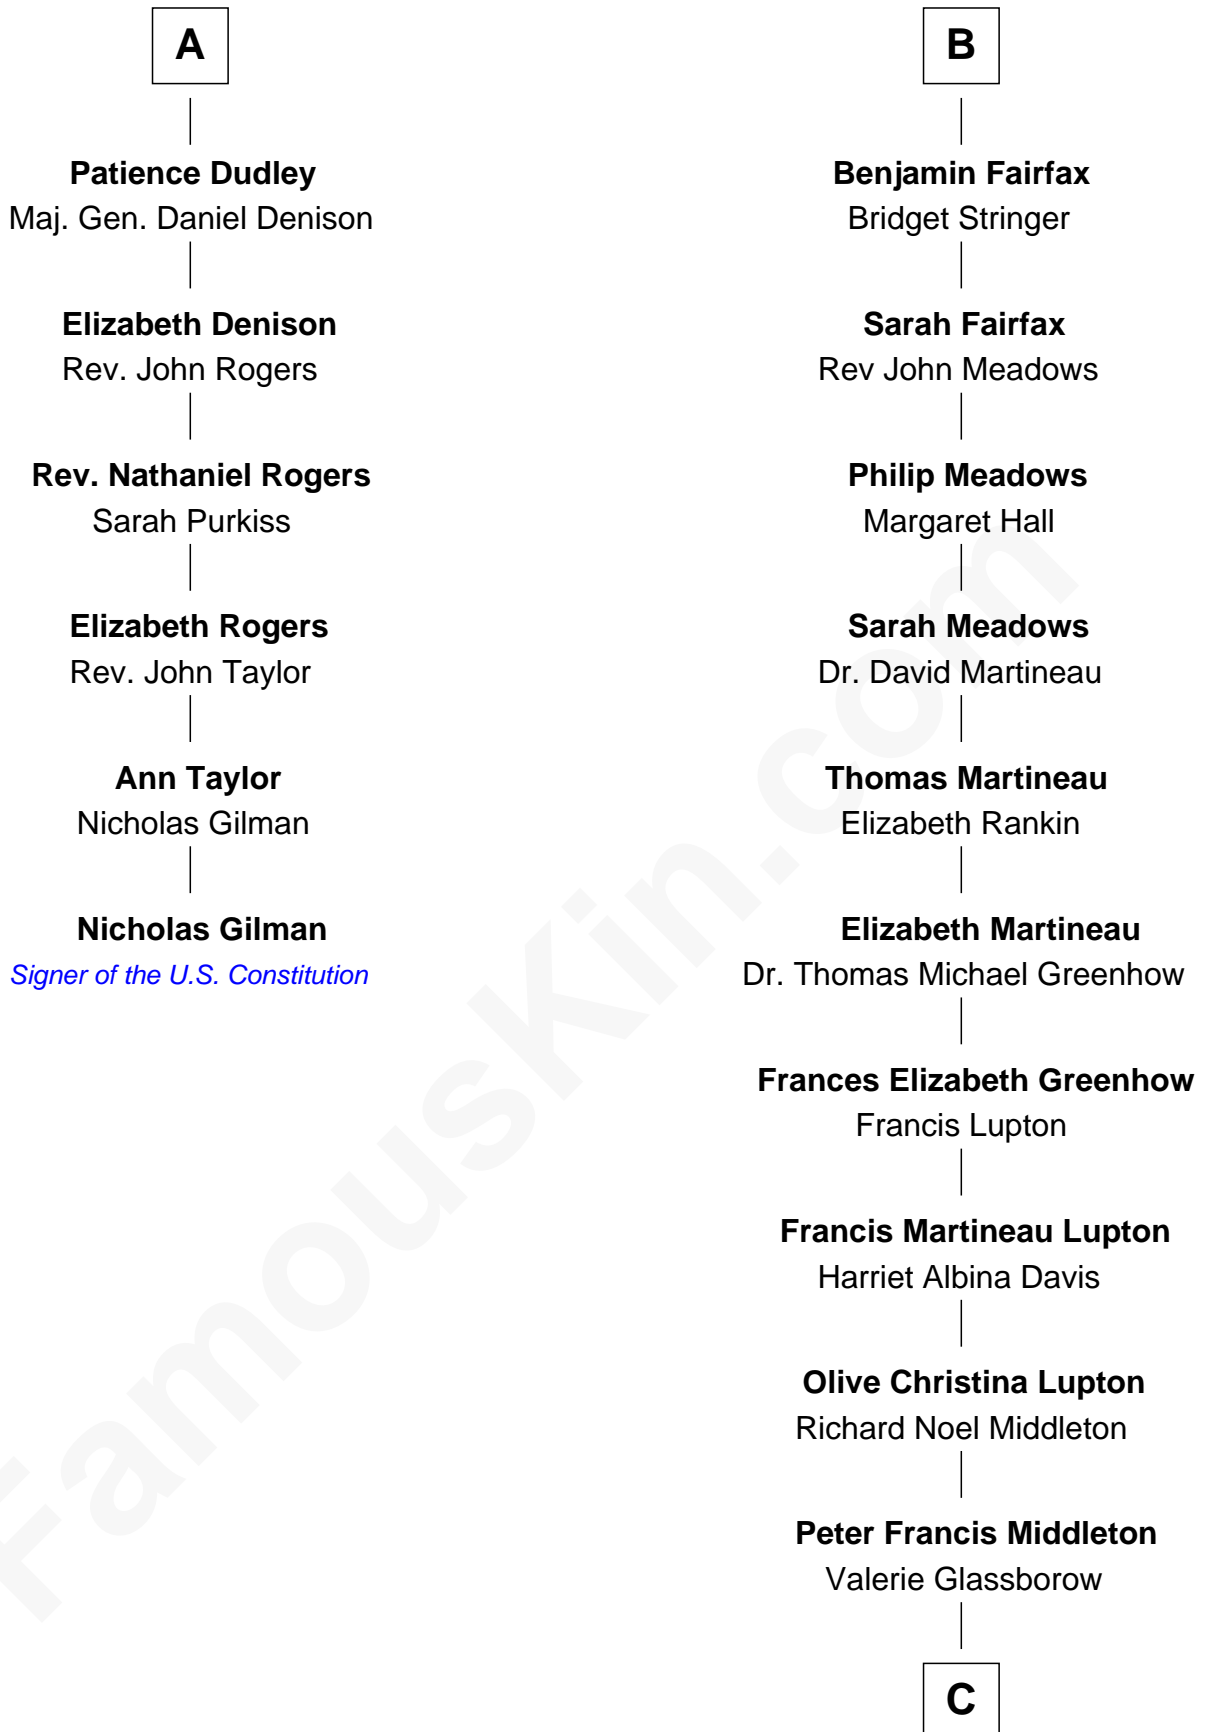 A
Patience Dudley
Maj. Gen. Daniel Denison
Elizabeth Denison
Rev. John Rogers
Rev. Nathaniel Rogers
Sarah Purkiss
Elizabeth Rogers
Rev. John Taylor
Ann Taylor
Nicholas Gilman
Nicholas Gilman
Signer of the U.S. Constitution
B
Benjamin Fairfax
Bridget Stringer
Sarah Fairfax
Rev John Meadows
Philip Meadows
Margaret Hall
Sarah Meadows
Dr. David Martineau
Thomas Martineau
Elizabeth Rankin
Elizabeth Martineau
Dr. Thomas Michael Greenhow
Frances Elizabeth Greenhow
Francis Lupton
Francis Martineau Lupton
Harriet Albina Davis
Olive Christina Lupton
Richard Noel Middleton
Peter Francis Middleton
Valerie Glassborow
C
FamousKin.com